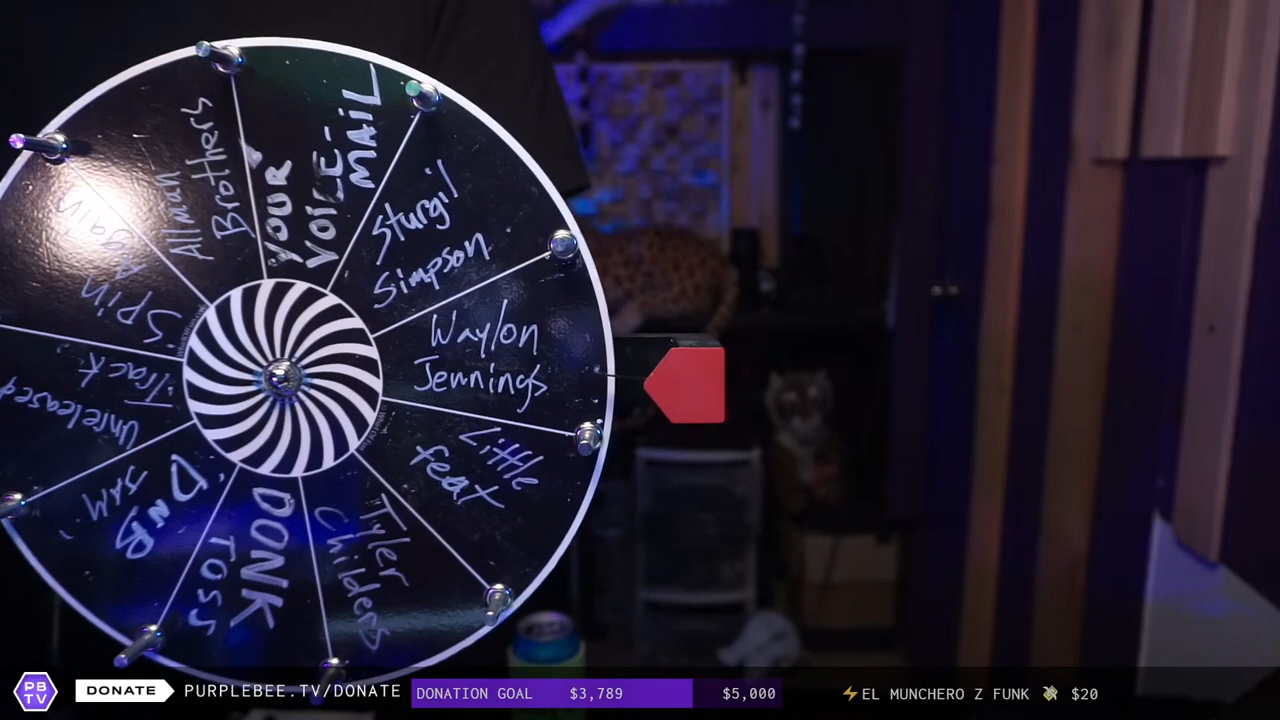 Allman
Brothers
YOUR
VOICE-
MAIL
Sturgil
Simpson
Waylon
Jennings
Little
feat
Tyler
Childers
DONK
TOSS
DNB
JAM
Unreleased
Track
Spin
Again
PB
TV
DONATE
PURPLEBEE.TV/DONATE
DONATION GOAL $3,789 $5,000
EL MUNCHERO Z FUNK $20